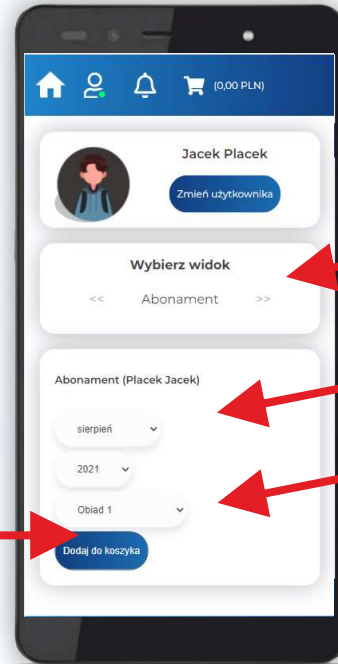 (0,00 PLN)
Jacek Placek
Zmień użytkownika
Wybierz widok
<< Abonament >>
Abonament (Placek Jacek)
sierpień
2021
Obiad 1
Dodaj do koszyka